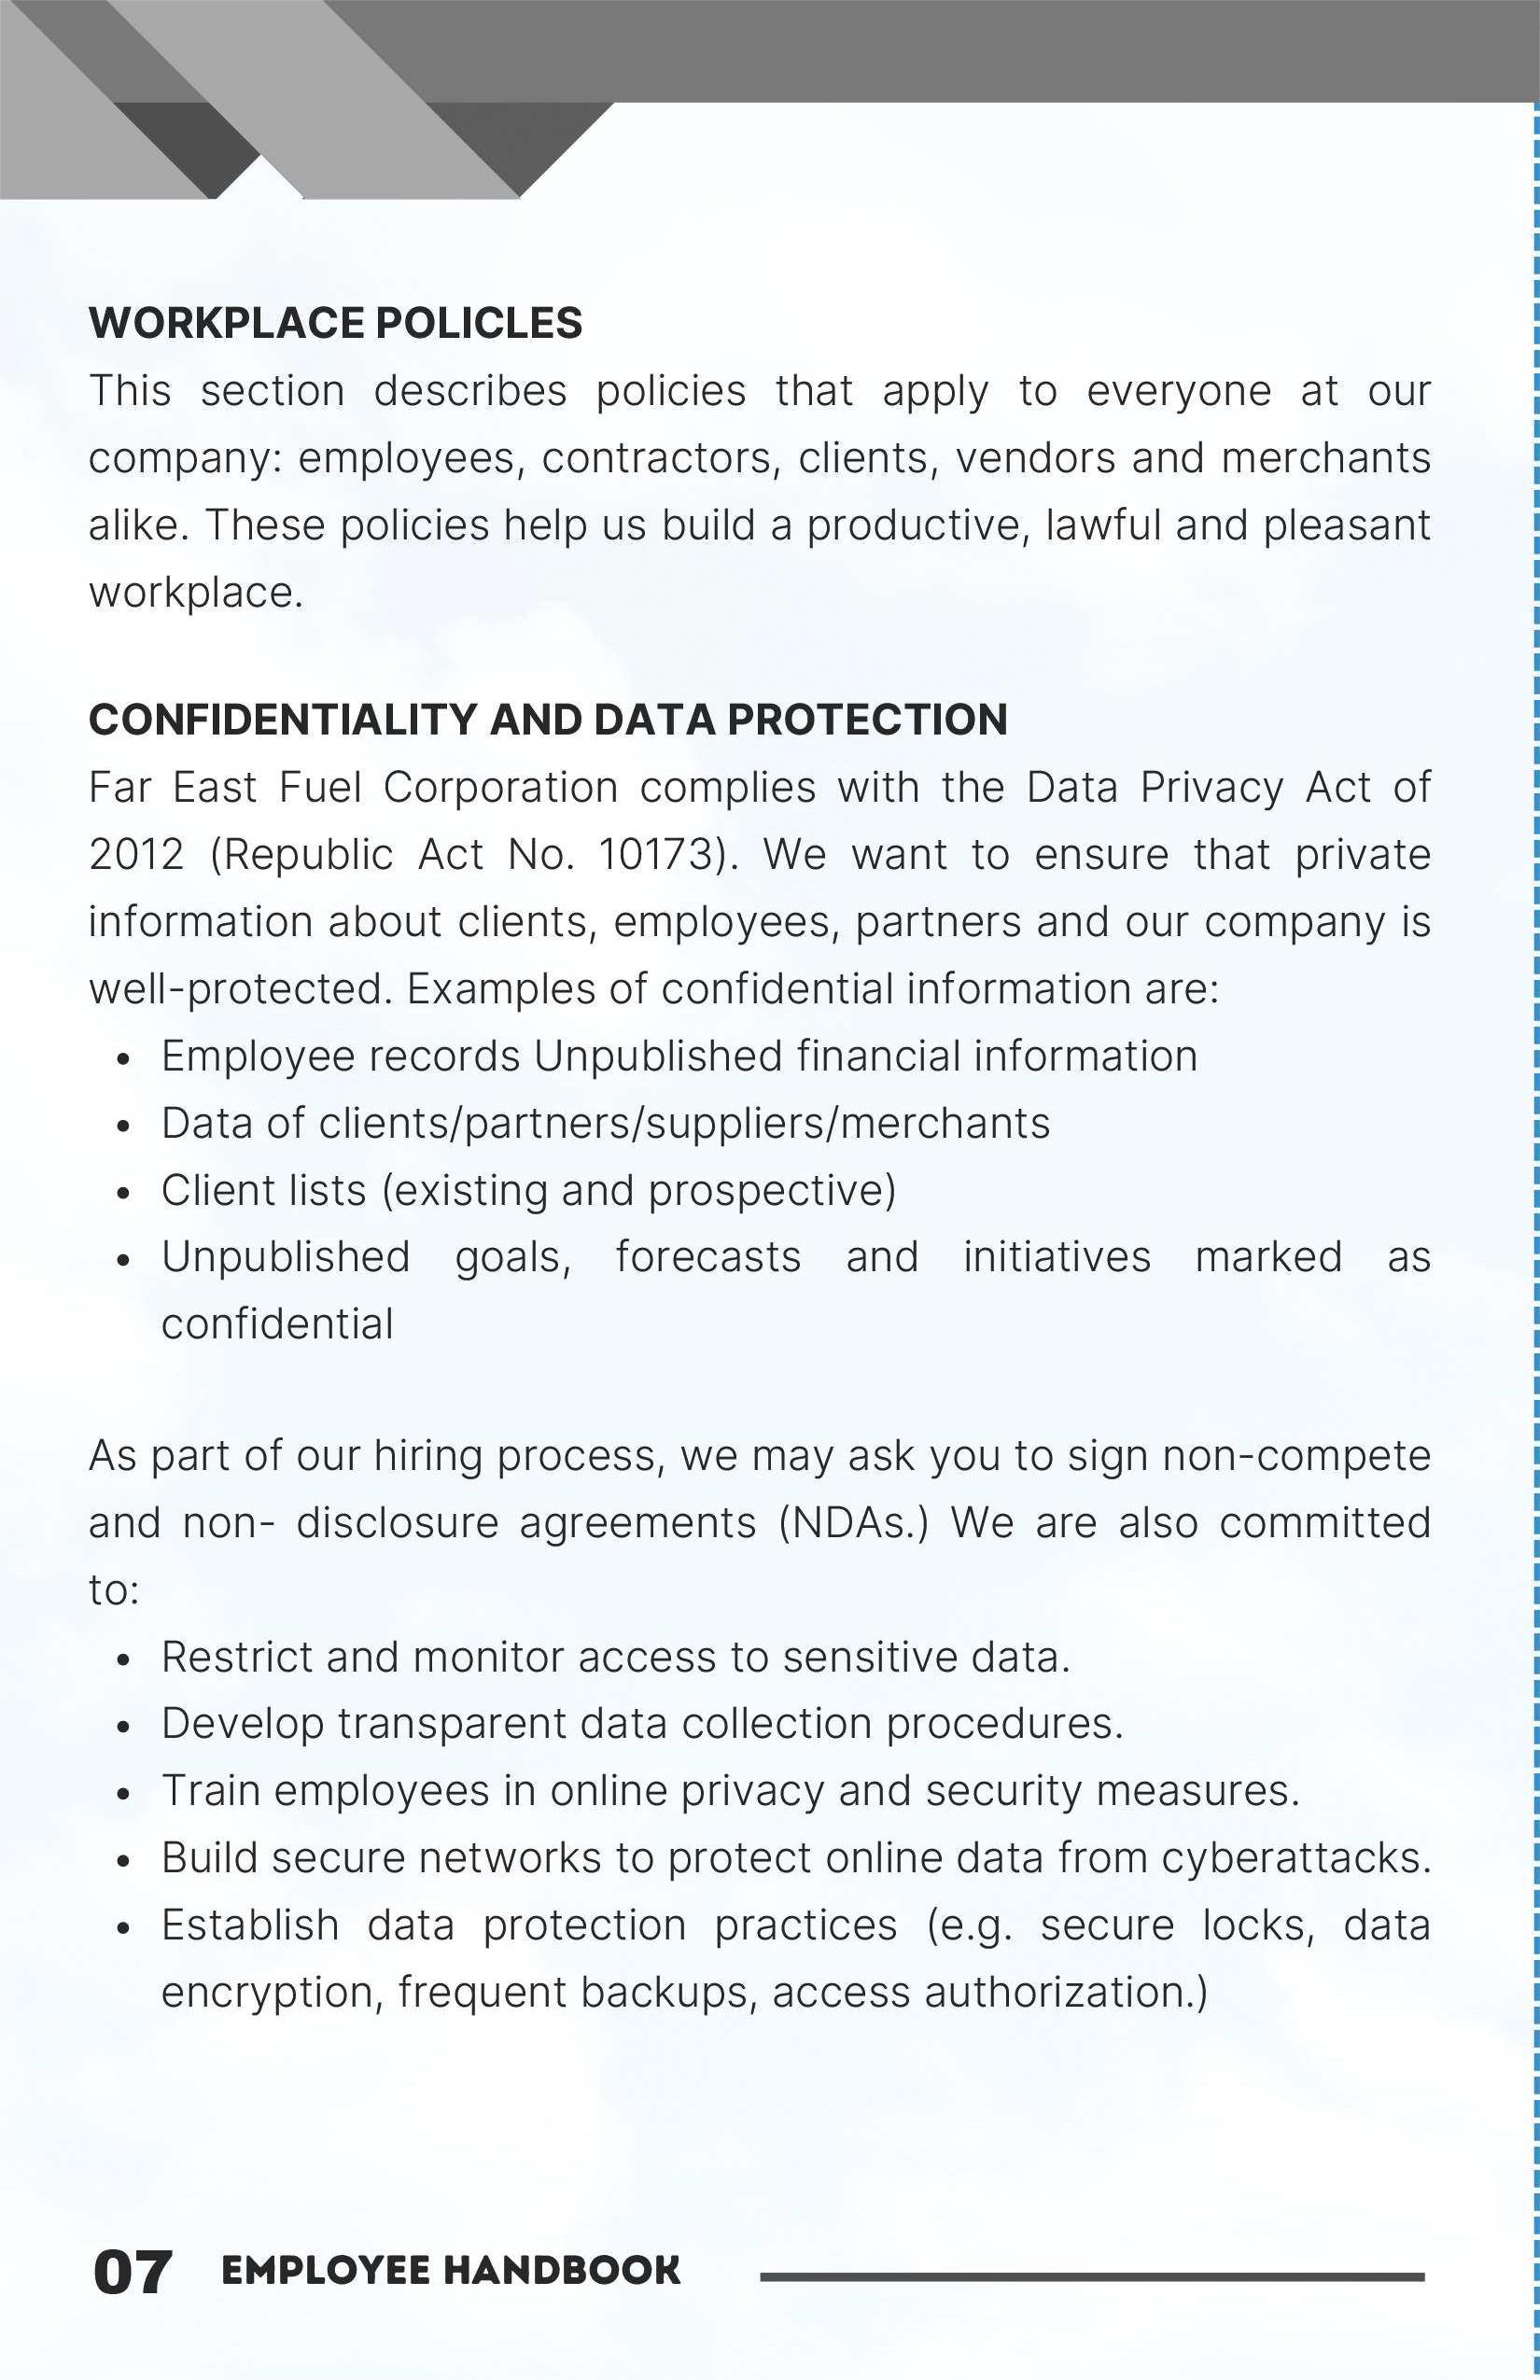 WORKPLACE POLICLES
This section describes policies that apply to everyone at our
company: employees, contractors, clients, vendors and merchants
alike. These policies help us build a productive, lawful and pleasant
workplace.
CONFIDENTIALITY AND DATA PROTECTION
Far East Fuel Corporation complies with the Data Privacy Act of
2012 (Republic Act No. 10173). We want to ensure that private
information about clients, employees, partners and our company is
well-protected. Examples of confidential information are:
• Employee records Unpublished financial information
• Data of clients/partners/suppliers/merchants
• Client lists (existing and prospective)
• Unpublished goals, forecasts and initiatives marked as
confidential
As part of our hiring process, we may ask you to sign non-compete
and non- disclosure agreements (NDAs.) We are also committed
to:
• Restrict and monitor access to sensitive data.
• Develop transparent data collection procedures.
• Train employees in online privacy and security measures.
• Build secure networks to protect online data from cyberattacks.
• Establish data protection practices (e.g. secure locks, data
encryption, frequent backups, access authorization.)
07 EMPLOYEE HANDBOOK